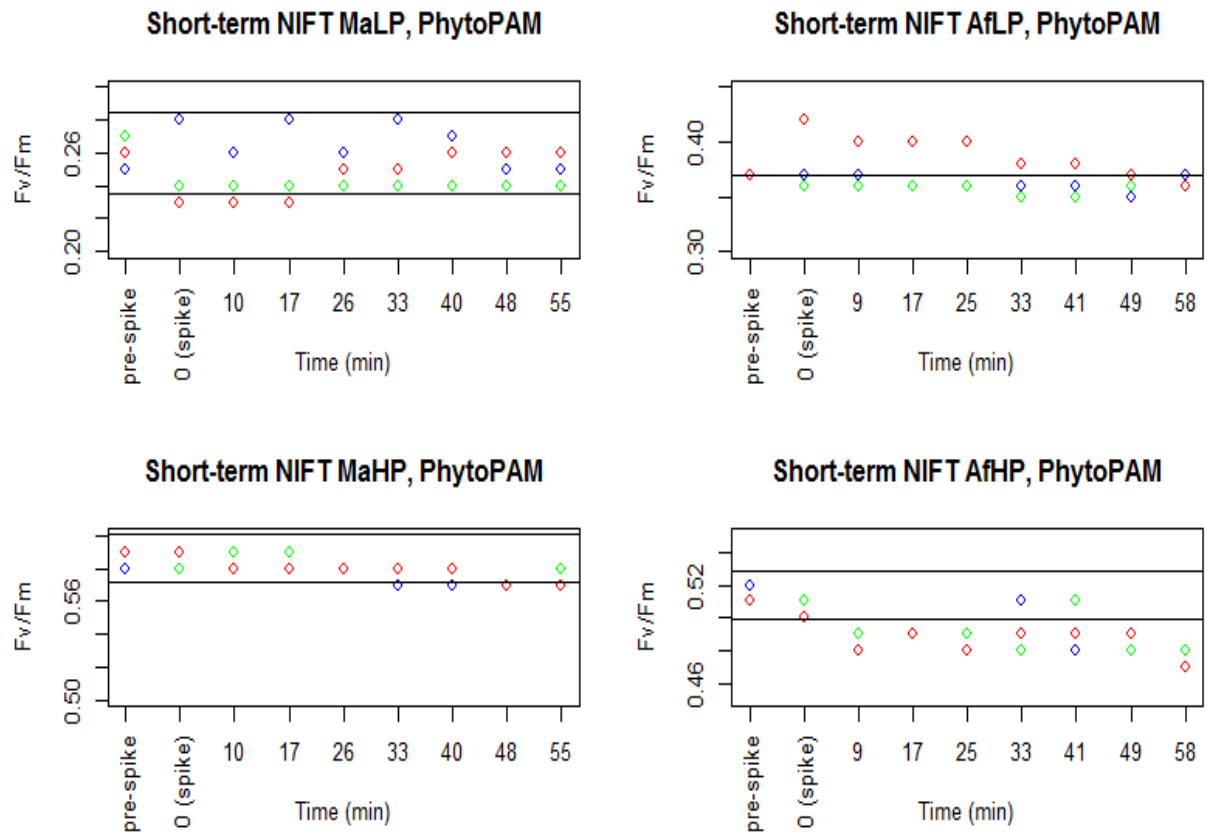 Short-term NIFT MaLP, PhytoPAM
Fv/Fm
0.26
0.20
pre-spike
0 (spike)
10 17 26 33 40 48 55
Time (min)
Short-term NIFT AfLP, PhytoPAM
Fv/Fm
0.40
0.30
pre-spike
0 (spike)
9 17 25 33 41 49 58
Time (min)
Short-term NIFT MaHP, PhytoPAM
Fv/Fm
0.56
0.50
pre-spike
0 (spike)
10 17 26 33 40 48 55
Time (min)
Short-term NIFT AfHP, PhytoPAM
Fv/Fm
0.52
0.46
pre-spike
0 (spike)
9 17 25 33 41 49 58
Time (min)